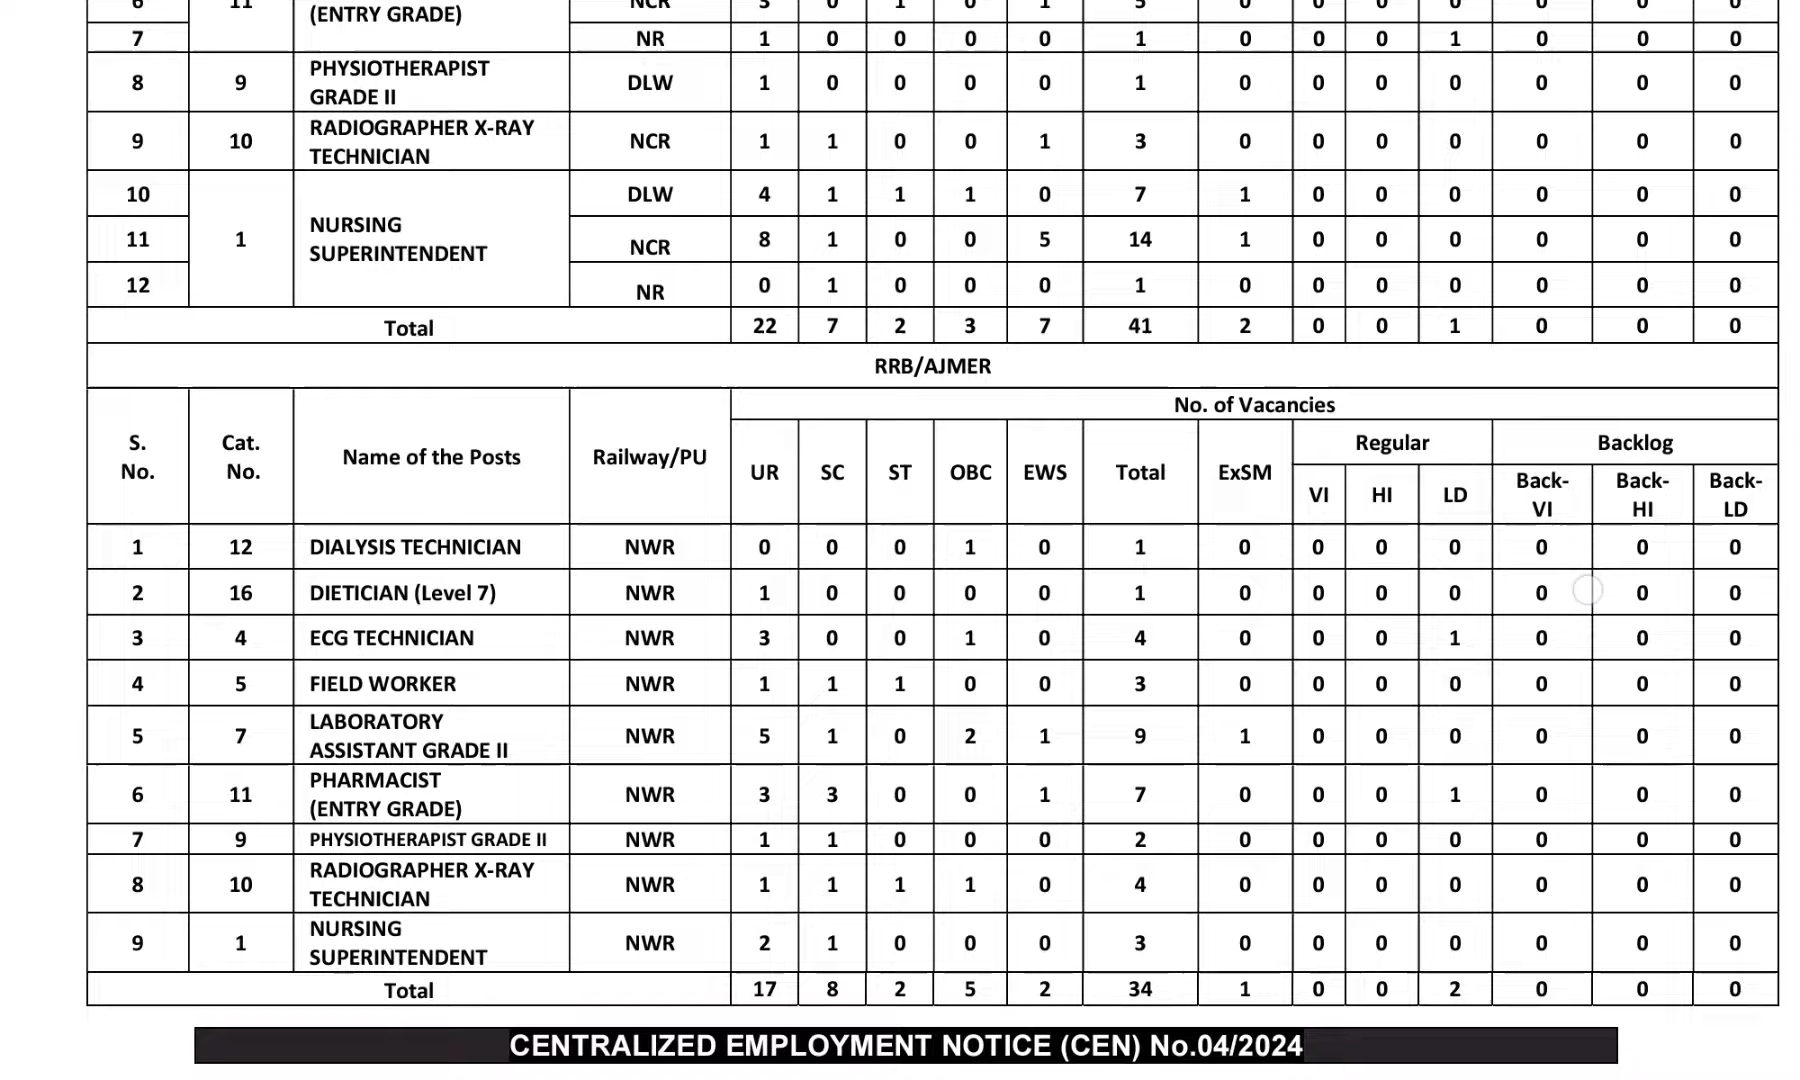 6 11 (ENTRY GRADE) NCR 3 0 1 0 1 5 0 0 0 0 0 0 0
7 NR 1 0 0 0 0 1 0 0 0 1 0 0 0
8 9 PHYSIOTHERAPIST GRADE II DLW 1 0 0 0 0 1 0 0 0 0 0 0 0
9 10 RADIOGRAPHER X-RAY TECHNICIAN NCR 1 1 0 0 1 3 0 0 0 0 0 0 0
10 DLW 4 1 1 1 0 7 1 0 0 0 0 0 0
11 1 NURSING SUPERINTENDENT NCR 8 1 0 0 5 14 1 0 0 0 0 0 0
12 NR 0 1 0 0 0 1 0 0 0 0 0 0 0
Total 22 7 2 3 7 41 2 0 0 1 0 0 0
RRB/AJMER
S. No. Cat. No. Name of the Posts Railway/PU No. of Vacancies
UR SC ST OBC EWS Total ExSM Regular Backlog
VI HI LD Back-VI Back-HI Back-LD
1 12 DIALYSIS TECHNICIAN NWR 0 0 0 1 0 1 0 0 0 0 0 0 0
2 16 DIETICIAN (Level 7) NWR 1 0 0 0 0 1 0 0 0 0 0 0 0
3 4 ECG TECHNICIAN NWR 3 0 0 1 0 4 0 0 0 1 0 0 0
4 5 FIELD WORKER NWR 1 1 1 0 0 3 0 0 0 0 0 0 0
5 7 LABORATORY ASSISTANT GRADE II NWR 5 1 0 2 1 9 1 0 0 0 0 0 0
6 11 PHARMACIST (ENTRY GRADE) NWR 3 3 0 0 1 7 0 0 0 1 0 0 0
7 9 PHYSIOTHERAPIST GRADE II NWR 1 1 0 0 0 2 0 0 0 0 0 0 0
8 10 RADIOGRAPHER X-RAY TECHNICIAN NWR 1 1 1 1 0 4 0 0 0 0 0 0 0
9 1 NURSING SUPERINTENDENT NWR 2 1 0 0 0 3 0 0 0 0 0 0 0
Total 17 8 2 5 2 34 1 0 0 2 0 0 0
CENTRALIZED EMPLOYMENT NOTICE (CEN) No.04/2024